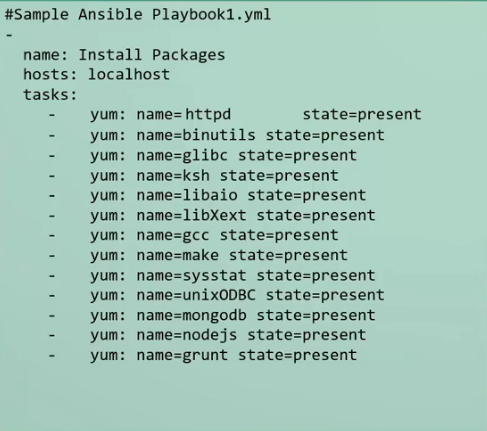 #Sample Ansible Playbook1.yml
-
name: Install Packages
hosts: localhost
tasks:
- yum: name=httpd state=present
- yum: name=binutils state=present
- yum: name=glibc state=present
- yum: name=ksh state=present
- yum: name=libaio state=present
- yum: name=libXext state=present
- yum: name=gcc state=present
- yum: name=make state=present
- yum: name=sysstat state=present
- yum: name=unixODBC state=present
- yum: name=mongodb state=present
- yum: name=nodejs state=present
- yum: name=grunt state=present